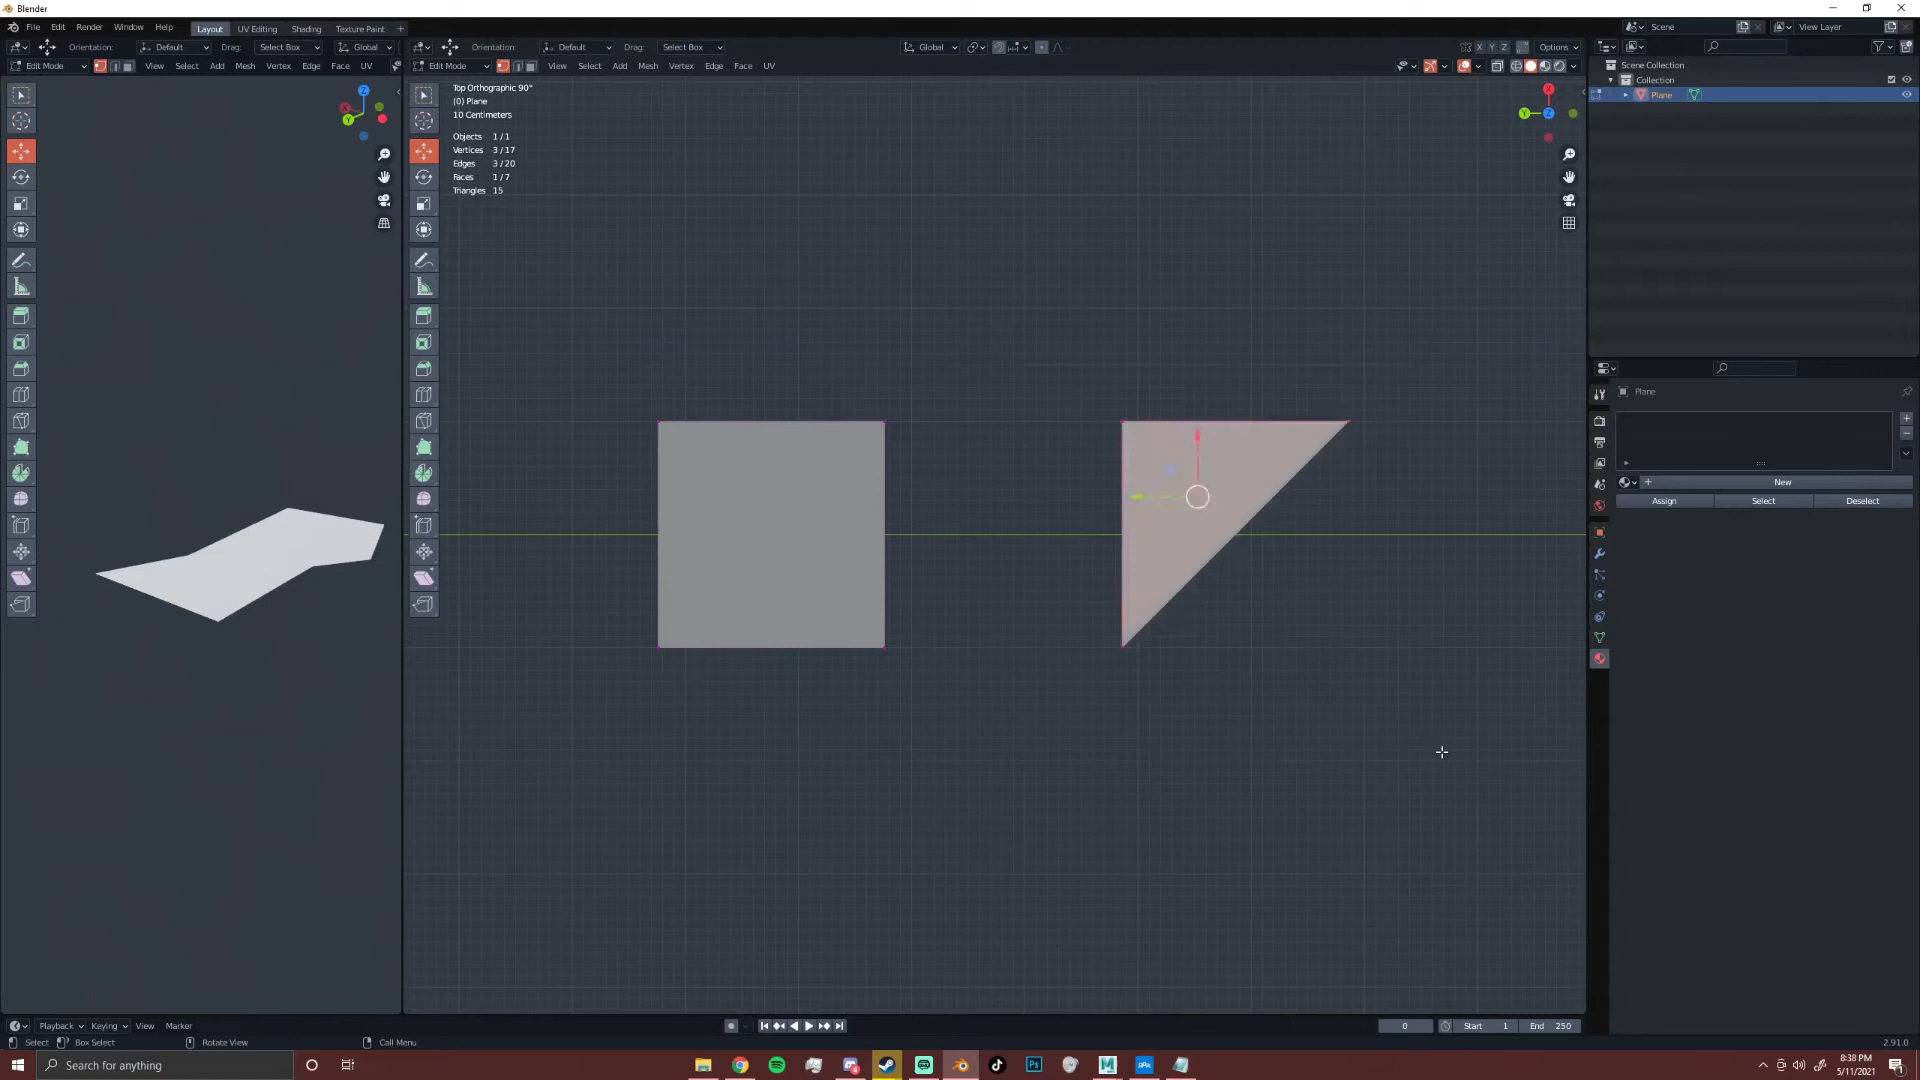 Blender
File Edit Render Window Help Layout UV Editing Shading Texture Paint +
Scene View Layer
Orientation: Default Drag: Select Box Global
Orientation: Default Drag: Select Box Global X Y Z Options
Edit Mode View Select Add Mesh Vertex Edge Face UV
Edit Mode View Select Add Mesh Vertex Edge Face UV
Scene Collection
Collection
Plane
Top Orthographic 90°
(0) Plane
10 Centimeters
Objects 1/1
Vertices 3/17
Edges 3/20
Faces 1/7
Triangles 15
Z
X
Y
X
Y
Z
Plane
New
Assign Select Deselect
Playback Keying View Marker
0 Start 1 End 250
Select Box Select Rotate View Call Menu
2.91.0
Search for anything
8:38 PM
5/11/2021